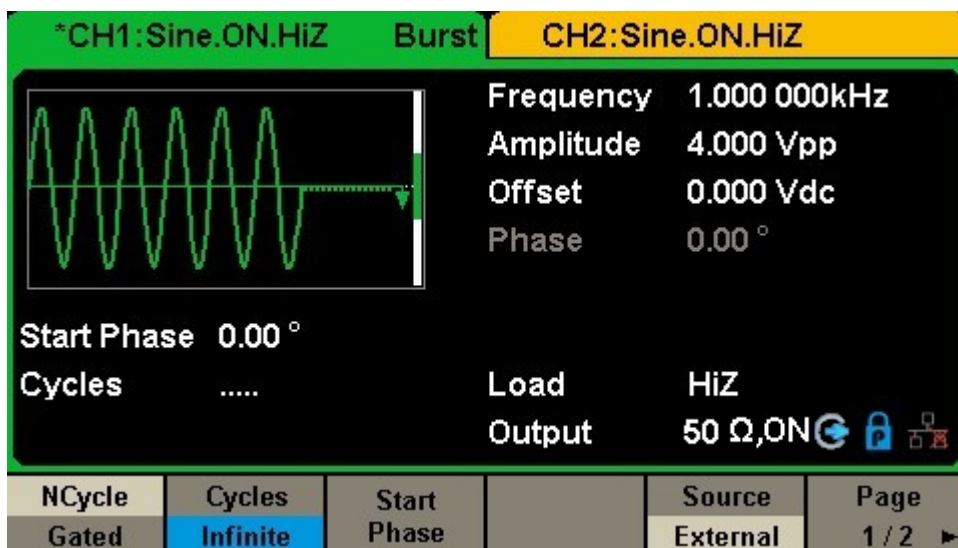 *CH1:Sine.ON.HiZ Burst CH2:Sine.ON.HiZ
Frequency 1.000 000kHz
Amplitude 4.000 Vpp
Offset 0.000 Vdc
Phase 0.00 °
Start Phase 0.00 °
Cycles .....
Load HiZ
Output 50 Ω,ON P
NCycle Cycles Start Source Page
Gated Infinite Phase External 1 / 2 ►